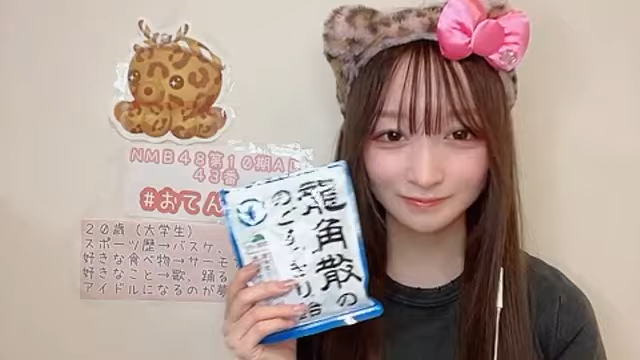 NMB48第10期A
43番
#おてん
20歳(大学生)
スポーツ歴→バスケ、
好きな食べ物→サーモ
好きなこと→歌、踊る
アイドルになるのが夢
龍角散の
のどすっきり飴